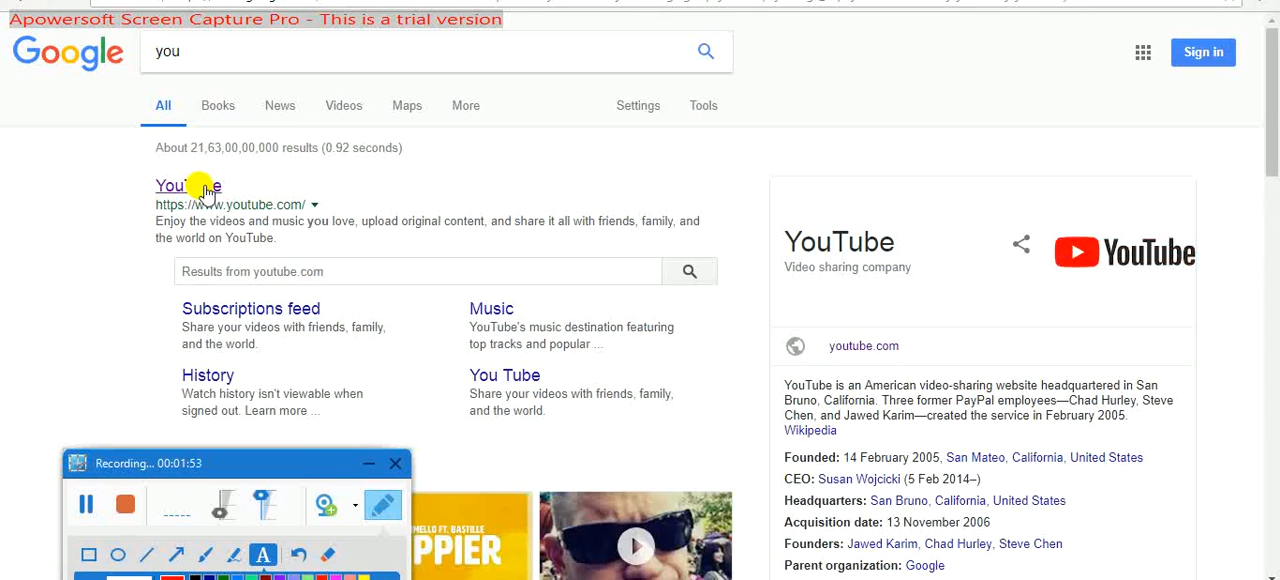 Apowersoft Screen Capture Pro - This is a trial version
Google
you
Sign in
All Books News Videos Maps More Settings Tools
About 21,63,00,00,000 results (0.92 seconds)
YouTube
https://www.youtube.com/
Enjoy the videos and music you love, upload original content, and share it all with friends, family, and
the world on YouTube.
Results from youtube.com
Subscriptions feed
Share your videos with friends, family,
and the world.
Music
YouTube's music destination featuring
top tracks and popular ...
History
Watch history isn't viewable when
signed out. Learn more ...
You Tube
Share your videos with friends, family,
and the world.
YouTube
Video sharing company
YouTube
youtube.com
YouTube is an American video-sharing website headquartered in San
Bruno, California. Three former PayPal employees—Chad Hurley, Steve
Chen, and Jawed Karim—created the service in February 2005.
Wikipedia
Founded: 14 February 2005, San Mateo, California, United States
CEO: Susan Wojcicki (5 Feb 2014–)
Headquarters: San Bruno, California, United States
Acquisition date: 13 November 2006
Founders: Jawed Karim, Chad Hurley, Steve Chen
Parent organization: Google
Recording... 00:01:53
A
MELLO FT. BASTILLE
PPIER